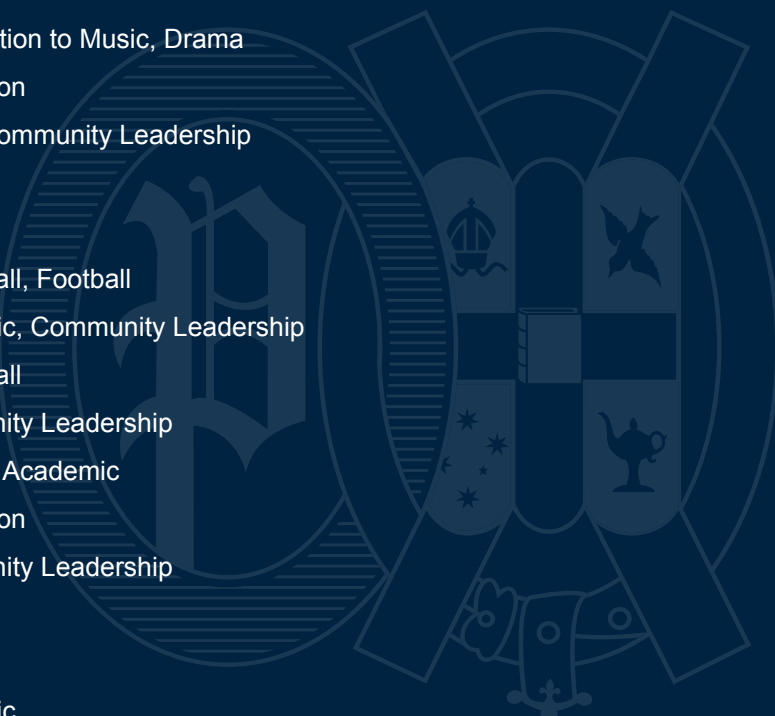 tion to Music, Drama
on
ommunity Leadership
all, Football
ic, Community Leadership
all
nity Leadership
Academic
on
nity Leadership
ic